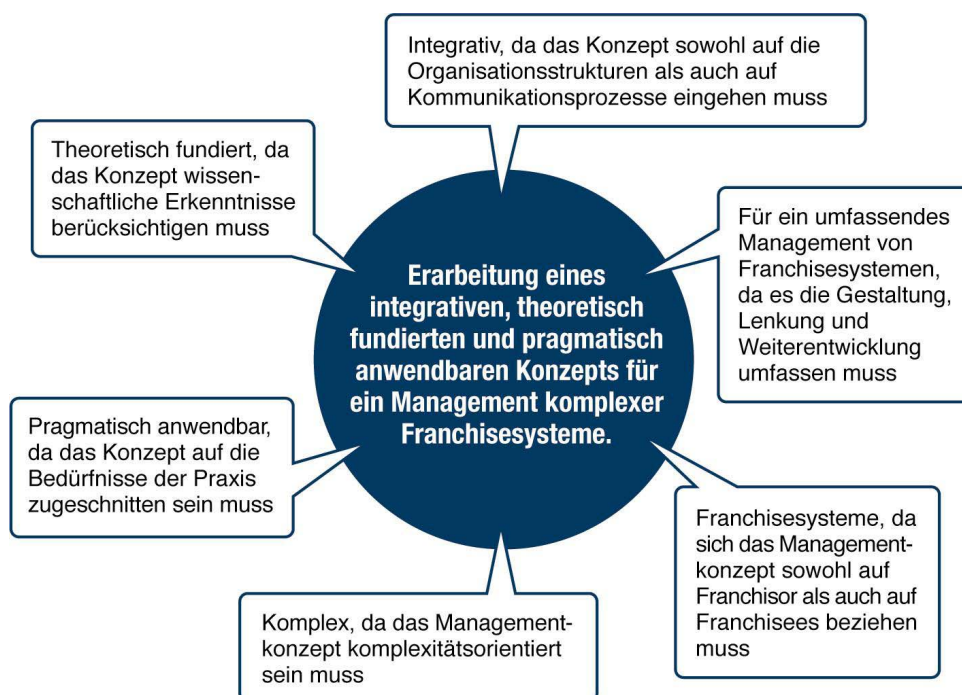 Integrativ, da das Konzept sowohl auf die
Organisationsstrukturen als auch auf
Kommunikationsprozesse eingehen muss
Theoretisch fundiert, da
das Konzept wissen-
schaftliche Erkenntnisse
berücksichtigen muss
Für ein umfassendes
Management von
Franchisesystemen,
da es die Gestaltung,
Lenkung und
Weiterentwicklung
umfassen muss
Erarbeitung eines
integrativen, theoretisch
fundierten und pragmatisch
anwendbaren Konzepts für
ein Management komplexer
Franchisesysteme.
Pragmatisch anwendbar,
da das Konzept auf die
Bedürfnisse der Praxis
zugeschnitten sein muss
Franchisesysteme, da
sich das Management-
konzept sowohl auf
Franchisor als auch auf
Franchisees beziehen
muss
Komplex, da das Management-
konzept komplexitätsorientiert
sein muss